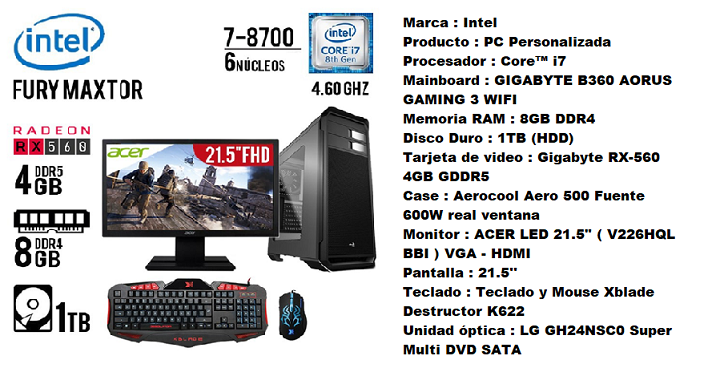 intel
7-8700
6 NÚCLEOS
intel
CORE i7
8th Gen
FURY MAXTOR
4.60 GHZ
RADEON
RX 560
4 DDR5 GB
8 DDR4 GB
1TB
acer
21.5"FHD
acer
Marca : Intel
Producto : PC Personalizada
Procesador : Core™ i7
Mainboard : GIGABYTE B360 AORUS
GAMING 3 WIFI
Memoria RAM : 8GB DDR4
Disco Duro : 1TB (HDD)
Tarjeta de video : Gigabyte RX-560
4GB GDDR5
Case : Aerocool Aero 500 Fuente
600W real ventana
Monitor : ACER LED 21.5" ( V226HQL
BBI ) VGA - HDMI
Pantalla : 21.5"
Teclado : Teclado y Mouse Xblade
Destructor K622
Unidad óptica : LG GH24NSC0 Super
Multi DVD SATA